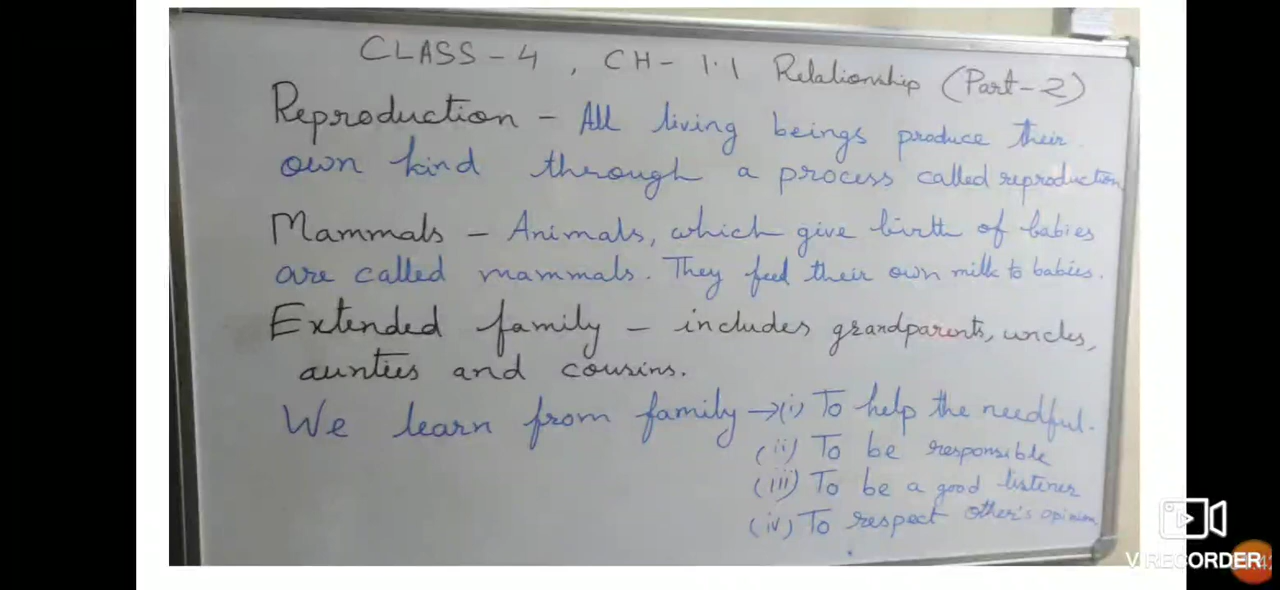 CLASS - 4 , CH - 1.1 Relationship (Part-2)
Reproduction - All living beings produce their
own kind through a process called reproduction
Mammals - Animals, which give birth of babies
are called mammals. They feed their own milk to babies.
Extended family - includes grandparents, uncles,
aunties and cousins.
We learn from family → (i) To help the needful.
(ii) To be responsible
(iii) To be a good listener
(iv) To respect other's opinion
V RECORDER